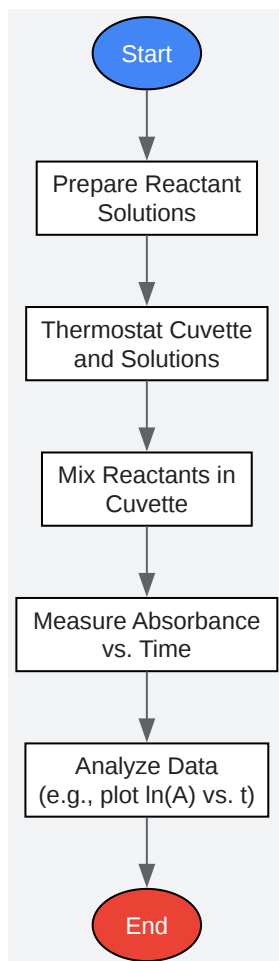 Start
Prepare Reactant
Solutions
Thermostat Cuvette
and Solutions
Mix Reactants in
Cuvette
Measure Absorbance
vs. Time
Analyze Data
(e.g., plot ln(A) vs. t)
End